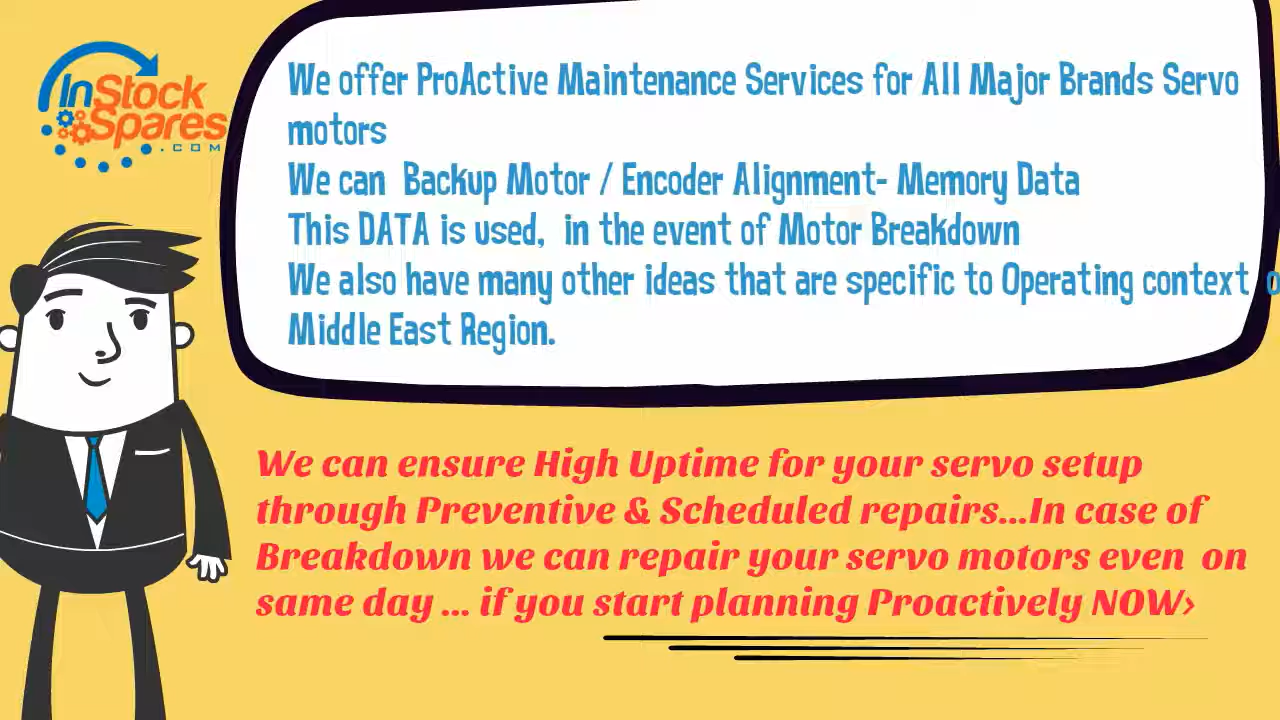 InStock
Spares
.COM
We offer ProActive Maintenance Services for All Major Brands Servo
motors
We can Backup Motor / Encoder Alignment- Memory Data
This DATA is used, in the event of Motor Breakdown
We also have many other ideas that are specific to Operating context
Middle East Region.
We can ensure High Uptime for your servo setup
through Preventive & Scheduled repairs...In case of
Breakdown we can repair your servo motors even on
same day ... if you start planning Proactively NOW>